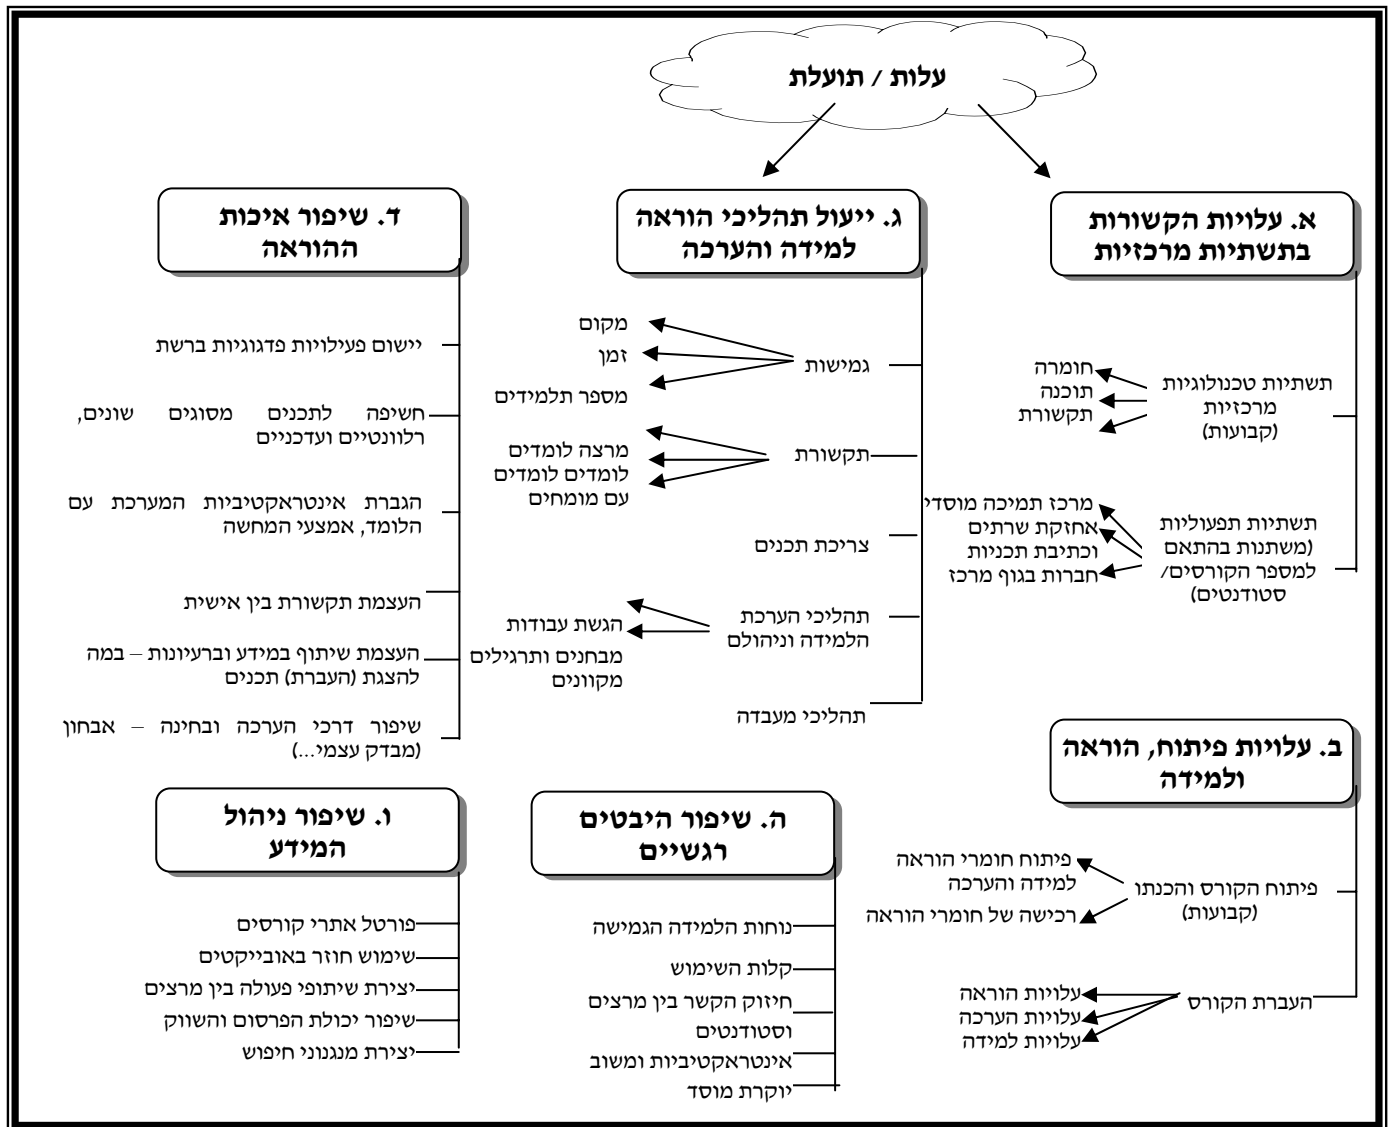 עלות / תועלת
א. עלויות הקשורות
בתשתיות מרכזיות
תשתיות טכנולוגיות
מרכזיות
(קבועות)
חומרה
תוכנה
תקשורת
תשתיות תפעוליות
(משתנות בהתאם
למספר הקורסים/
סטודנטים)
מרכז תמיכה מוסדי
אחזקת שרתים
וכתיבת תכניות
חברות בגוף מרכז
ב. עלויות פיתוח, הוראה
ולמידה
פיתוח הקורס והכנתו
(קבועות)
פיתוח חומרי הוראה
למידה והערכה
רכישה של חומרי הוראה
העברת הקורס
עלויות הוראה
עלויות הערכה
עלויות למידה
ג. ייעול תהליכי הוראה
למידה והערכה
גמישות
מקום
זמן
מספר תלמידים
תקשורת
מרצה לומדים
לומדים לומדים
עם מומחים
צריכת תכנים
תהליכי הערכת
הלמידה וניהולם
הגשת עבודות
מבחנים ותרגילים
מקוונים
תהליכי מעבדה
ד. שיפור איכות
ההוראה
יישום פעילויות פדגוגיות ברשת
חשיפה לתכנים מסוגים שונים,
רלוונטיים ועדכניים
הגברת אינטראקטיביות המערכת עם
הלומד, אמצעי המחשה
העצמת תקשורת בין אישית
העצמת שיתוף במידע וברעיונות – במה
להצגת (העברת) תכנים
שיפור דרכי הערכה ובחינה – אבחון
(מבדק עצמי...)
ה. שיפור היבטים
רגשיים
נוחות הלמידה הגמישה
קלות השימוש
חיזוק הקשר בין מרצים
וסטודנטים
אינטראקטיביות ומשוב
יוקרת מוסד
ו. שיפור ניהול
המידע
פורטל אתרי קורסים
שימוש חוזר באובייקטים
יצירת שיתופי פעולה בין מרצים
שיפור יכולת הפרסום והשווק
יצירת מנגנוני חיפוש